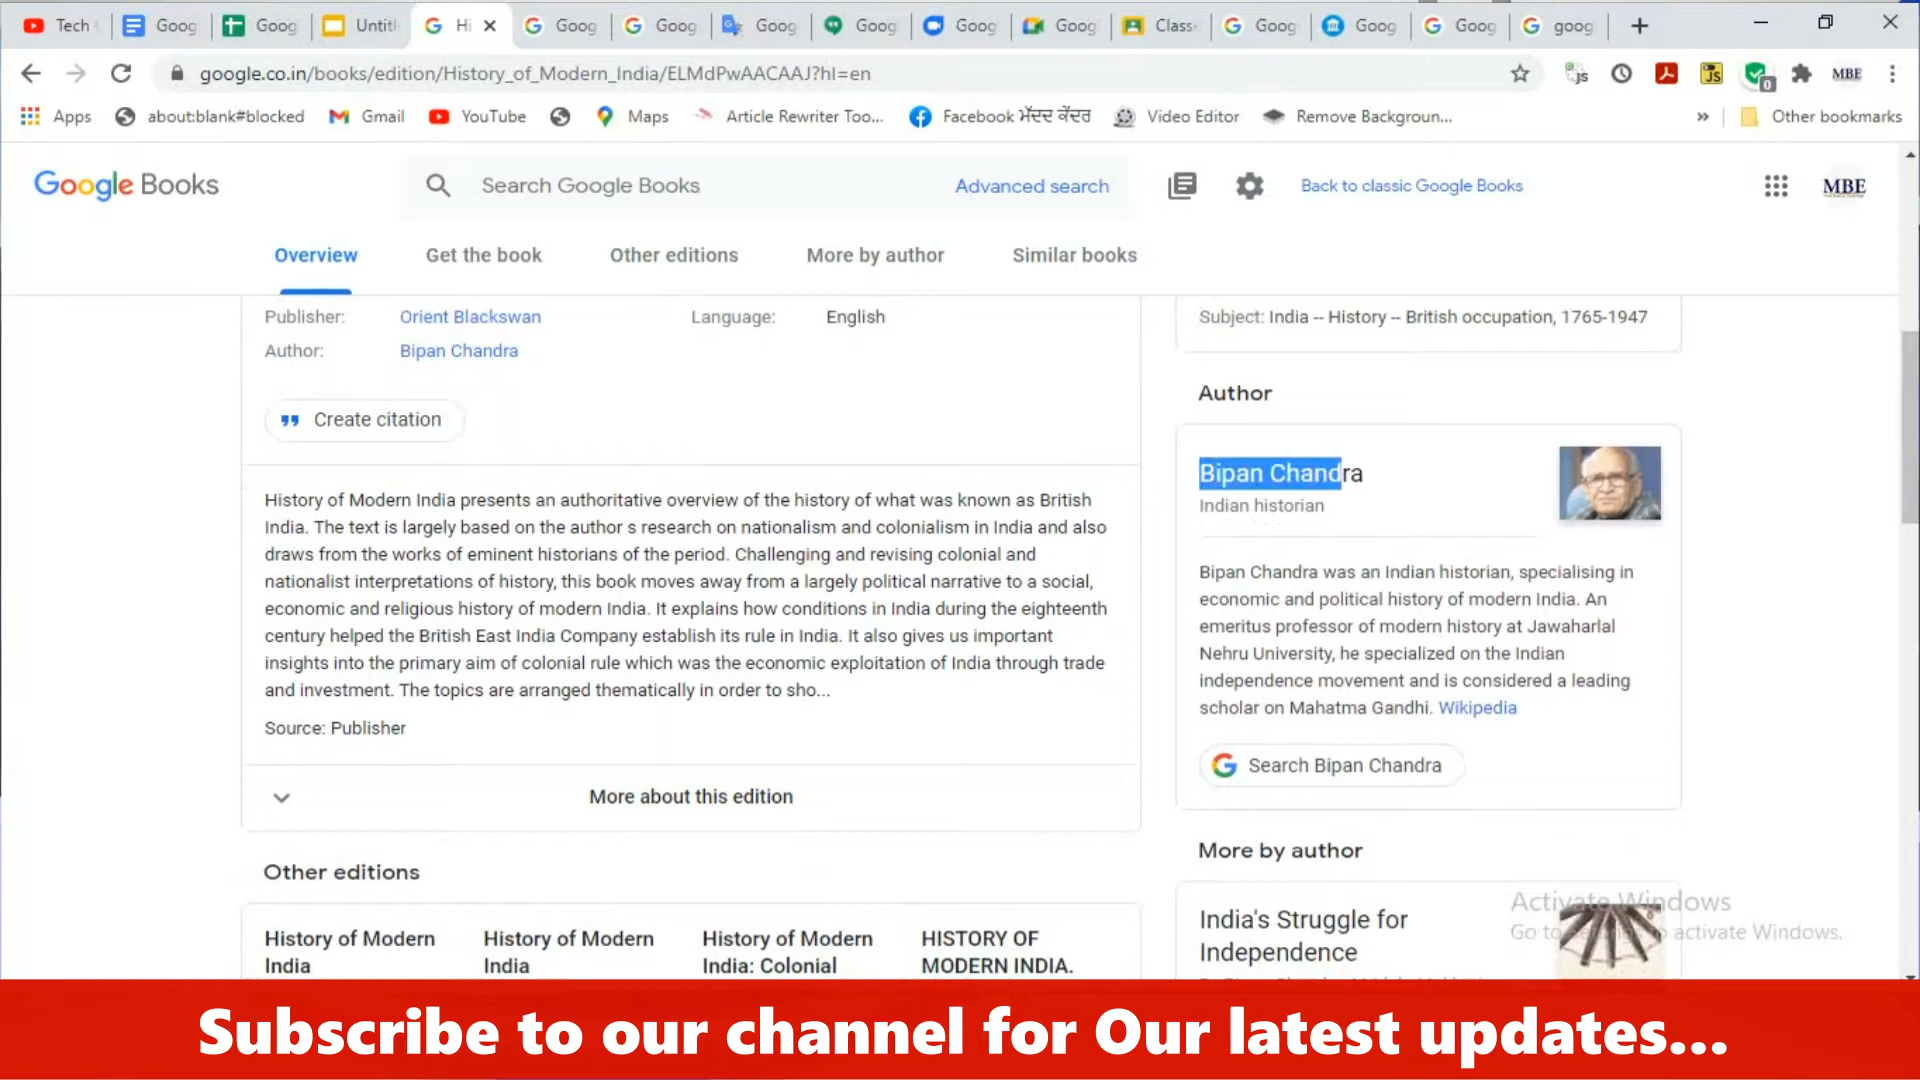 Tech
Goog
Goog
Untitl
Hi
Goog
Goog
Goog
Goog
Goog
Goog
Class
Goog
Goog
Goog
goog
google.co.in/books/edition/History_of_Modern_India/ELMdPwAACAAJ?hl=en
js
JS
0
MBE
Apps
about:blank#blocked
Gmail
YouTube
Maps
Article Rewriter Too...
Facebook ਮੱਦਦ ਕੇਂਦਰ
Video Editor
Remove Backgroun...
»
Other bookmarks
Google Books
Search Google Books
Advanced search
Back to classic Google Books
MBE
Overview
Get the book
Other editions
More by author
Similar books
Publisher: Orient Blackswan
Language: English
Author: Bipan Chandra
Create citation
History of Modern India presents an authoritative overview of the history of what was known as British
India. The text is largely based on the author s research on nationalism and colonialism in India and also
draws from the works of eminent historians of the period. Challenging and revising colonial and
nationalist interpretations of history, this book moves away from a largely political narrative to a social,
economic and religious history of modern India. It explains how conditions in India during the eighteenth
century helped the British East India Company establish its rule in India. It also gives us important
insights into the primary aim of colonial rule which was the economic exploitation of India through trade
and investment. The topics are arranged thematically in order to sho...
Source: Publisher
More about this edition
Other editions
History of Modern
India
History of Modern
India
History of Modern
India: Colonial
HISTORY OF
MODERN INDIA.
Subject: India -- History -- British occupation, 1765-1947
Author
Bipan Chandra
Indian historian
Bipan Chandra was an Indian historian, specialising in
economic and political history of modern India. An
emeritus professor of modern history at Jawaharlal
Nehru University, he specialized on the Indian
independence movement and is considered a leading
scholar on Mahatma Gandhi. Wikipedia
Search Bipan Chandra
More by author
India's Struggle for
Independence
Activate Windows
Go to Settings to activate Windows.
Subscribe to our channel for Our latest updates...